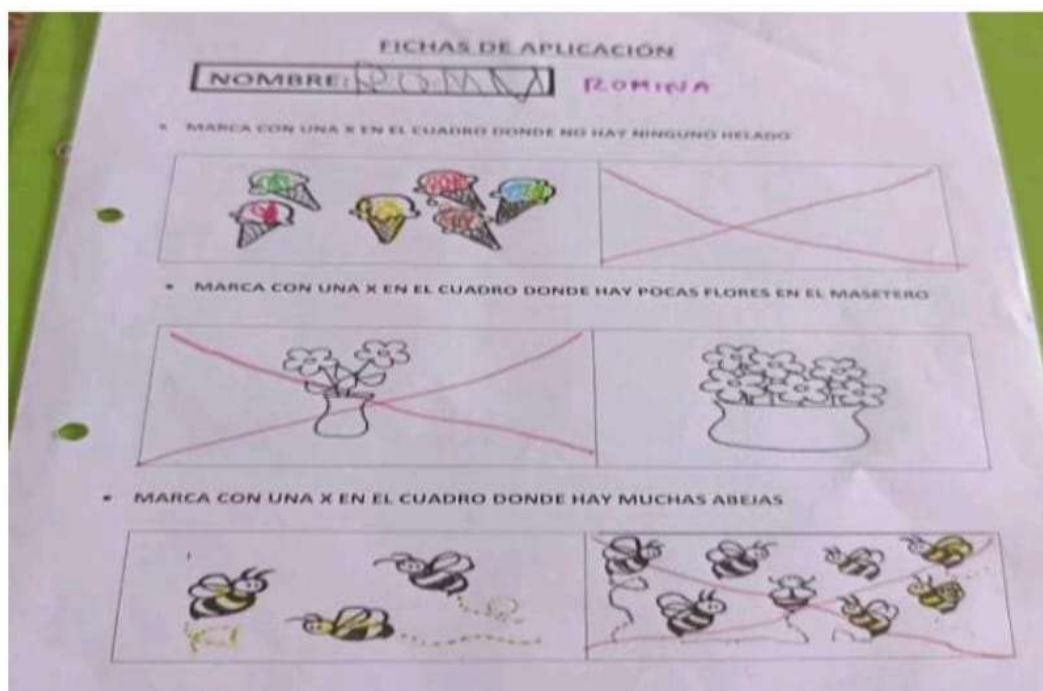 FICHAS DE APLICACIÓN
NOMBRE: ROMN ROMINA
• MARCA CON UNA X EN EL CUADRO DONDE NO HAY NINGUNO HELADO
• MARCA CON UNA X EN EL CUADRO DONDE HAY POCAS FLORES EN EL MASETERO
• MARCA CON UNA X EN EL CUADRO DONDE HAY MUCHAS ABEJAS